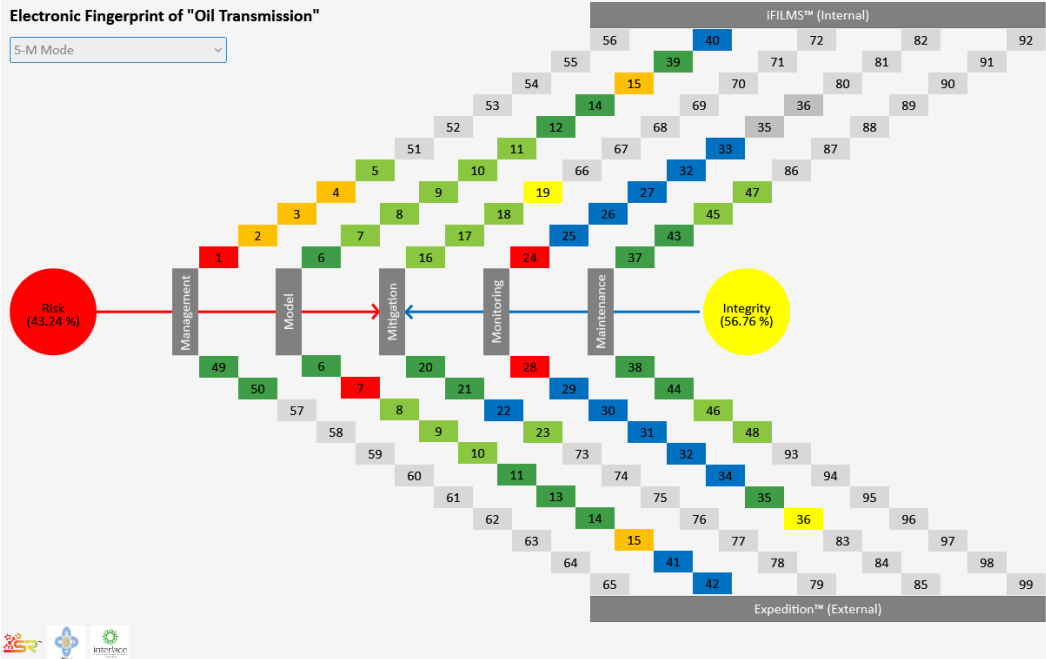 Electronic Fingerprint of "Oil Transmission"
iFILMS™ (Internal)
5-M Mode
56 40 72 82 92
55 39 71 81 91
54 15 70 80 90
53 14 69 36 89
52 12 68 35 88
51 11 67 33 87
5 10 66 32 86
4 9 19 27 47
3 8 18 26 45
2 7 17 25 43
1 6 16 24 37
Management
Model
Mitigation
Monitoring
Maintenance
Risk
(43.24 %)
Integrity
(56.76 %)
49 6 20 28 38
50 7 21 29 44
57 8 22 30 46
58 9 23 31 48
59 10 73 32 93
60 11 74 34 94
61 13 75 35 95
62 14 76 36 96
63 15 77 83 97
64 41 78 84 98
65 42 79 85 99
Expedition™ (External)
interlace